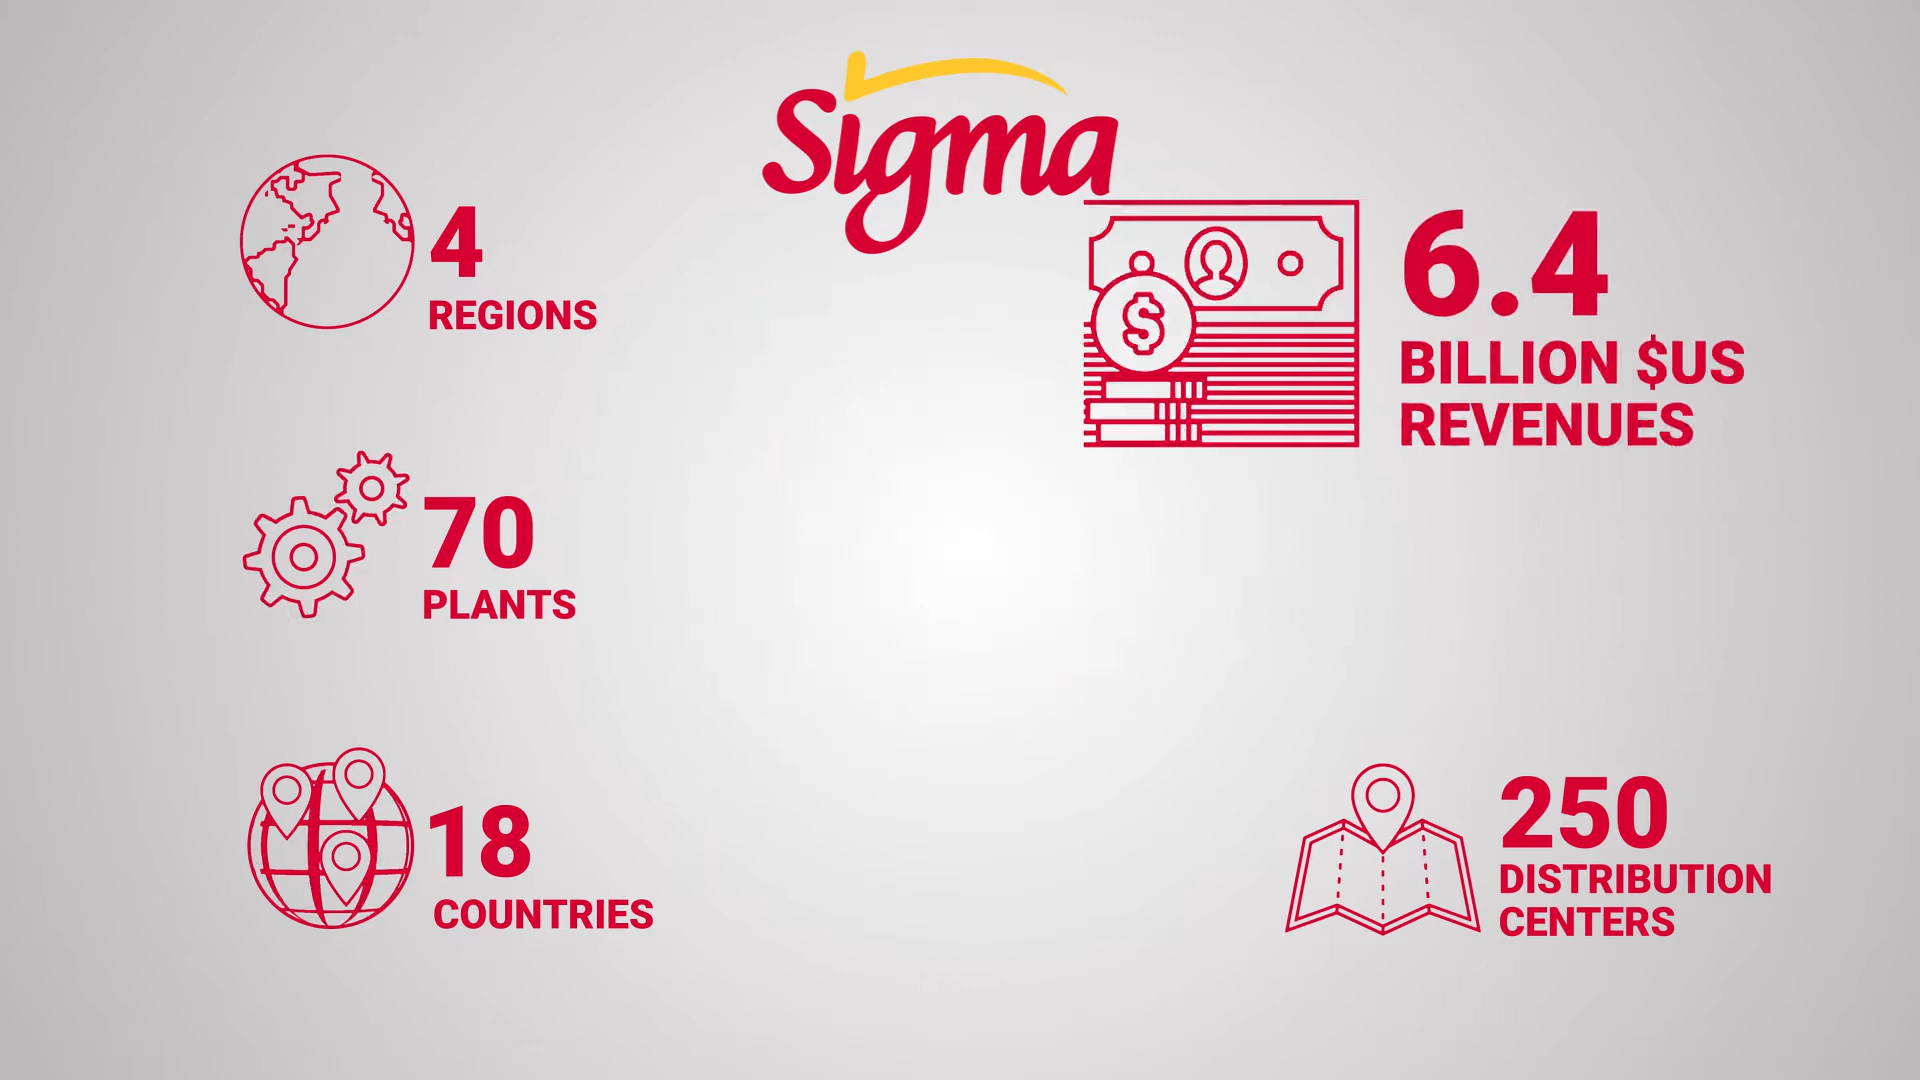 Sigma
4
REGIONS
6.4
BILLION $US
REVENUES
$
70
PLANTS
18
COUNTRIES
250
DISTRIBUTION
CENTERS